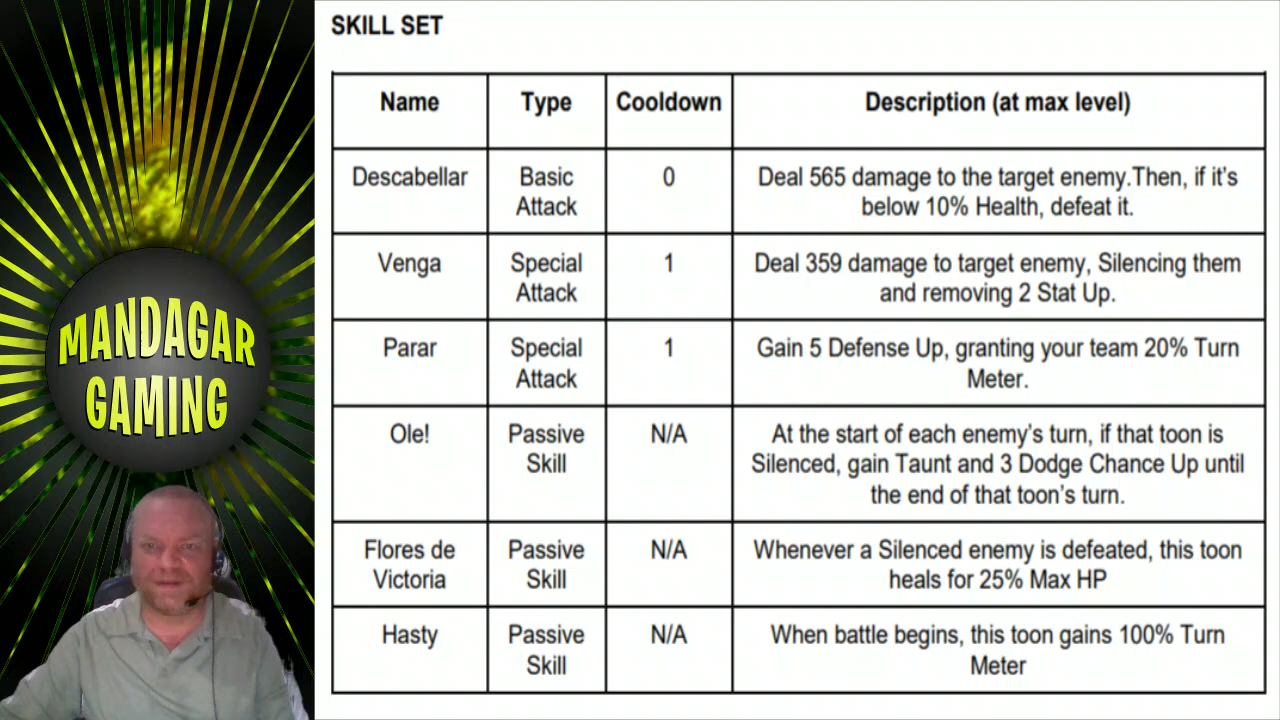 MANDAGAR
GAMING
SKILL SET
Name Type Cooldown Description (at max level)
Descabellar Basic Attack 0 Deal 565 damage to the target enemy.Then, if it's
below 10% Health, defeat it.
Venga Special Attack 1 Deal 359 damage to target enemy, Silencing them
and removing 2 Stat Up.
Parar Special Attack 1 Gain 5 Defense Up, granting your team 20% Turn
Meter.
Ole! Passive Skill N/A At the start of each enemy's turn, if that toon is
Silenced, gain Taunt and 3 Dodge Chance Up until
the end of that toon's turn.
Flores de Victoria Passive Skill N/A Whenever a Silenced enemy is defeated, this toon
heals for 25% Max HP
Hasty Passive Skill N/A When battle begins, this toon gains 100% Turn
Meter